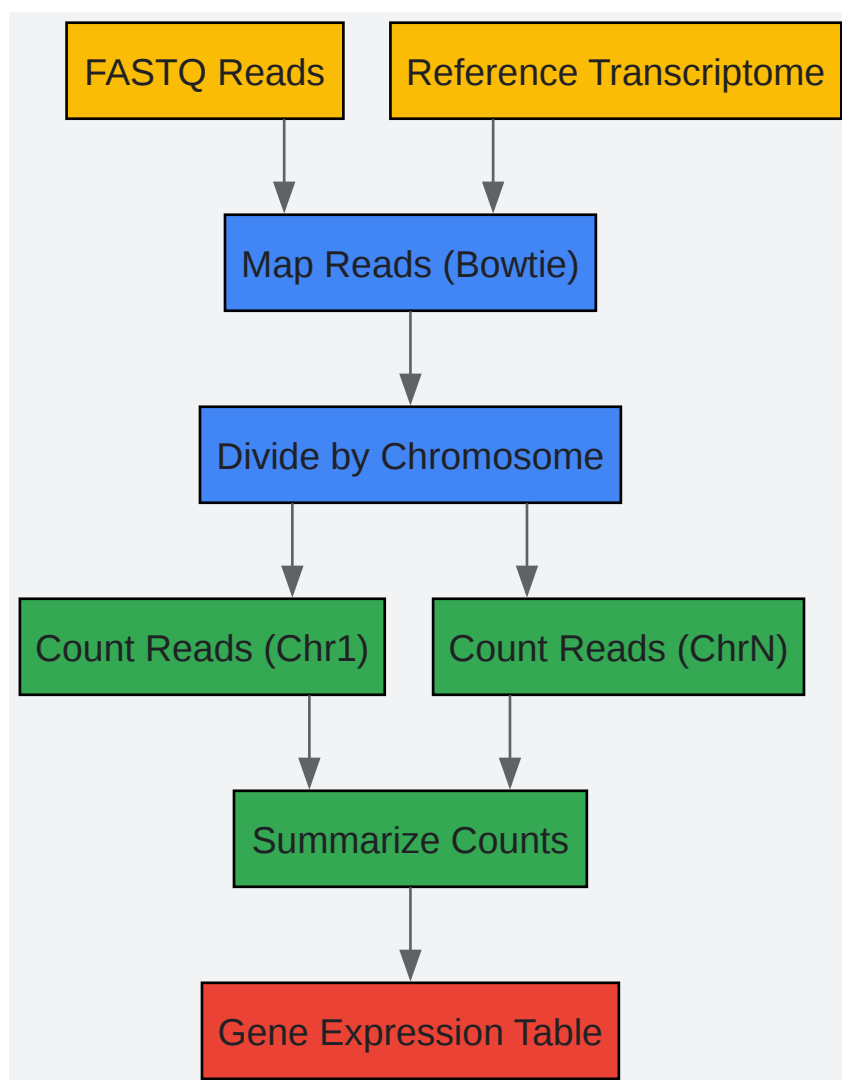 FASTQ Reads
Reference Transcriptome
Map Reads (Bowtie)
Divide by Chromosome
Count Reads (Chr1)
Count Reads (ChrN)
Summarize Counts
Gene Expression Table